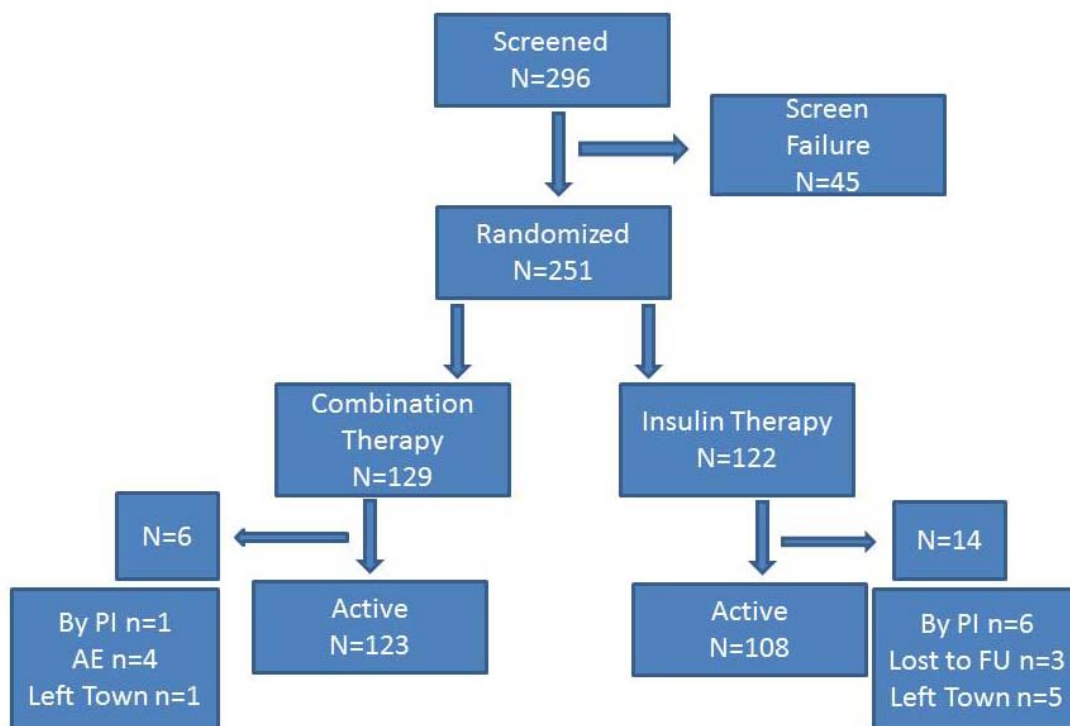 Screened
N=296
Screen
Failure
N=45
Randomized
N=251
Combination
Therapy
N=129
Insulin Therapy
N=122
N=6
N=14
By PI n=1
AE n=4
Left Town n=1
Active
N=123
Active
N=108
By PI n=6
Lost to FU n=3
Left Town n=5